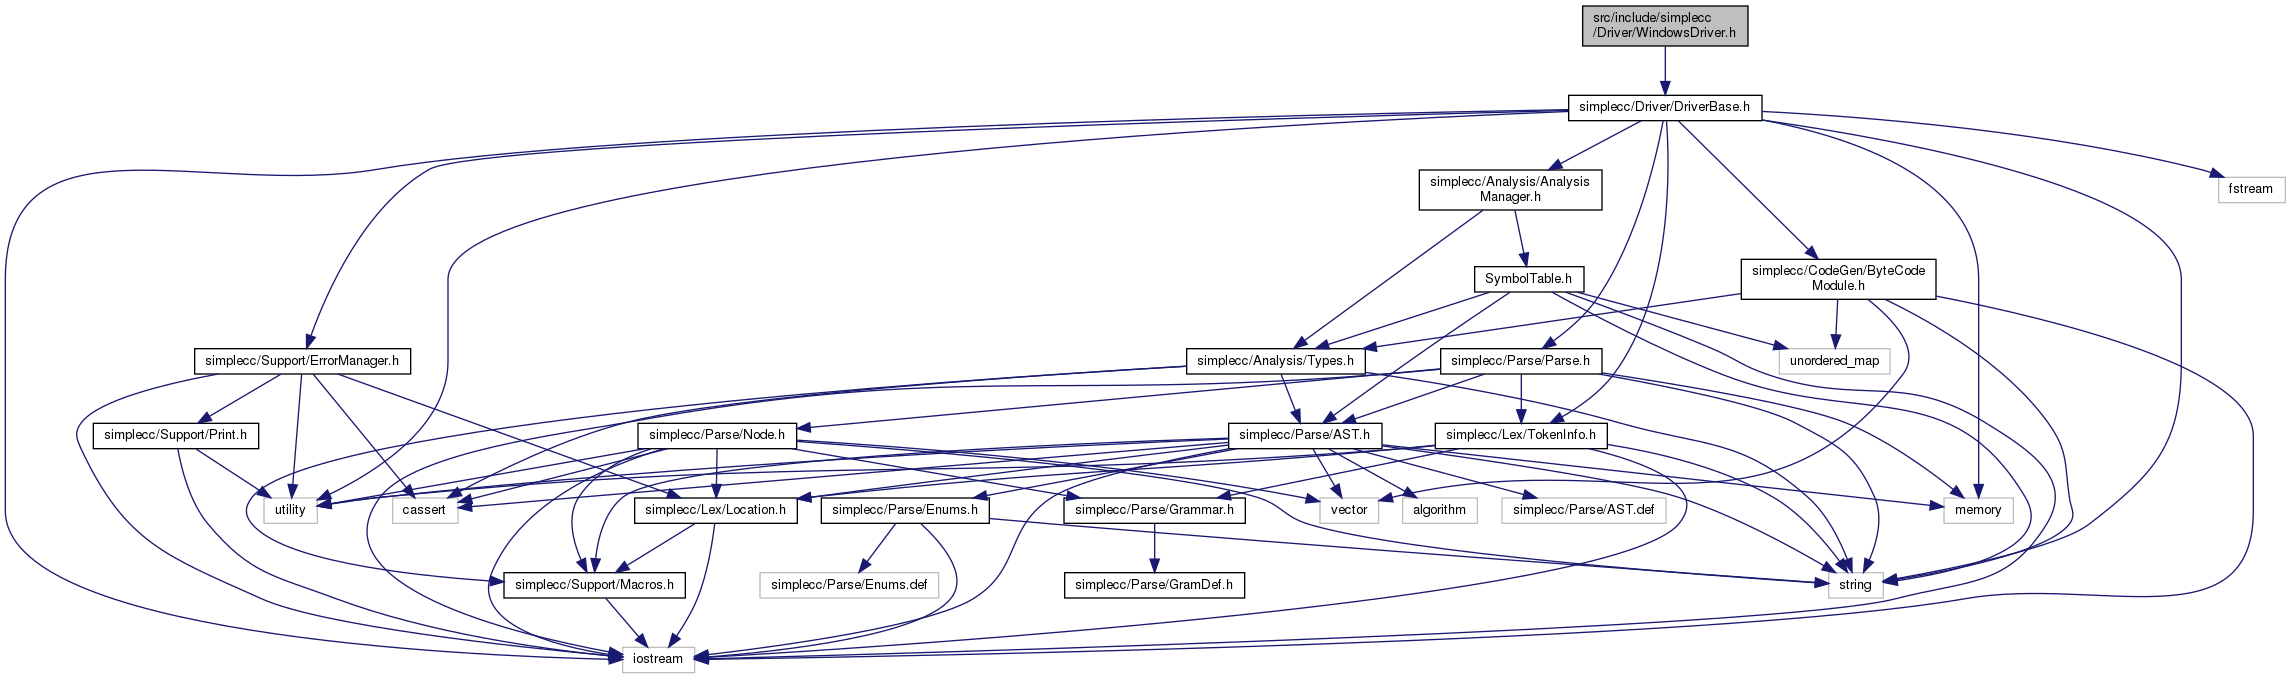 src/include/simplecc
/Driver/WindowsDriver.h
simplecc/Driver/DriverBase.h
simplecc/Analysis/Analysis
Manager.h
fstream
SymbolTable.h
simplecc/CodeGen/ByteCode
Module.h
simplecc/Support/ErrorManager.h
simplecc/Analysis/Types.h
simplecc/Parse/Parse.h
unordered_map
simplecc/Support/Print.h
simplecc/Parse/Node.h
simplecc/Parse/AST.h
simplecc/Lex/TokenInfo.h
utility
cassert
simplecc/Lex/Location.h
simplecc/Parse/Enums.h
simplecc/Parse/Grammar.h
vector
algorithm
simplecc/Parse/AST.def
memory
simplecc/Support/Macros.h
simplecc/Parse/Enums.def
simplecc/Parse/GramDef.h
string
iostream